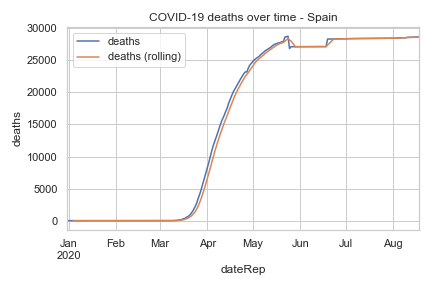 COVID-19 deaths over time - Spain
deaths
deaths (rolling)
30000
25000
20000
15000
10000
5000
0
deaths
Jan Feb Mar Apr May Jun Jul Aug
2020
dateRep